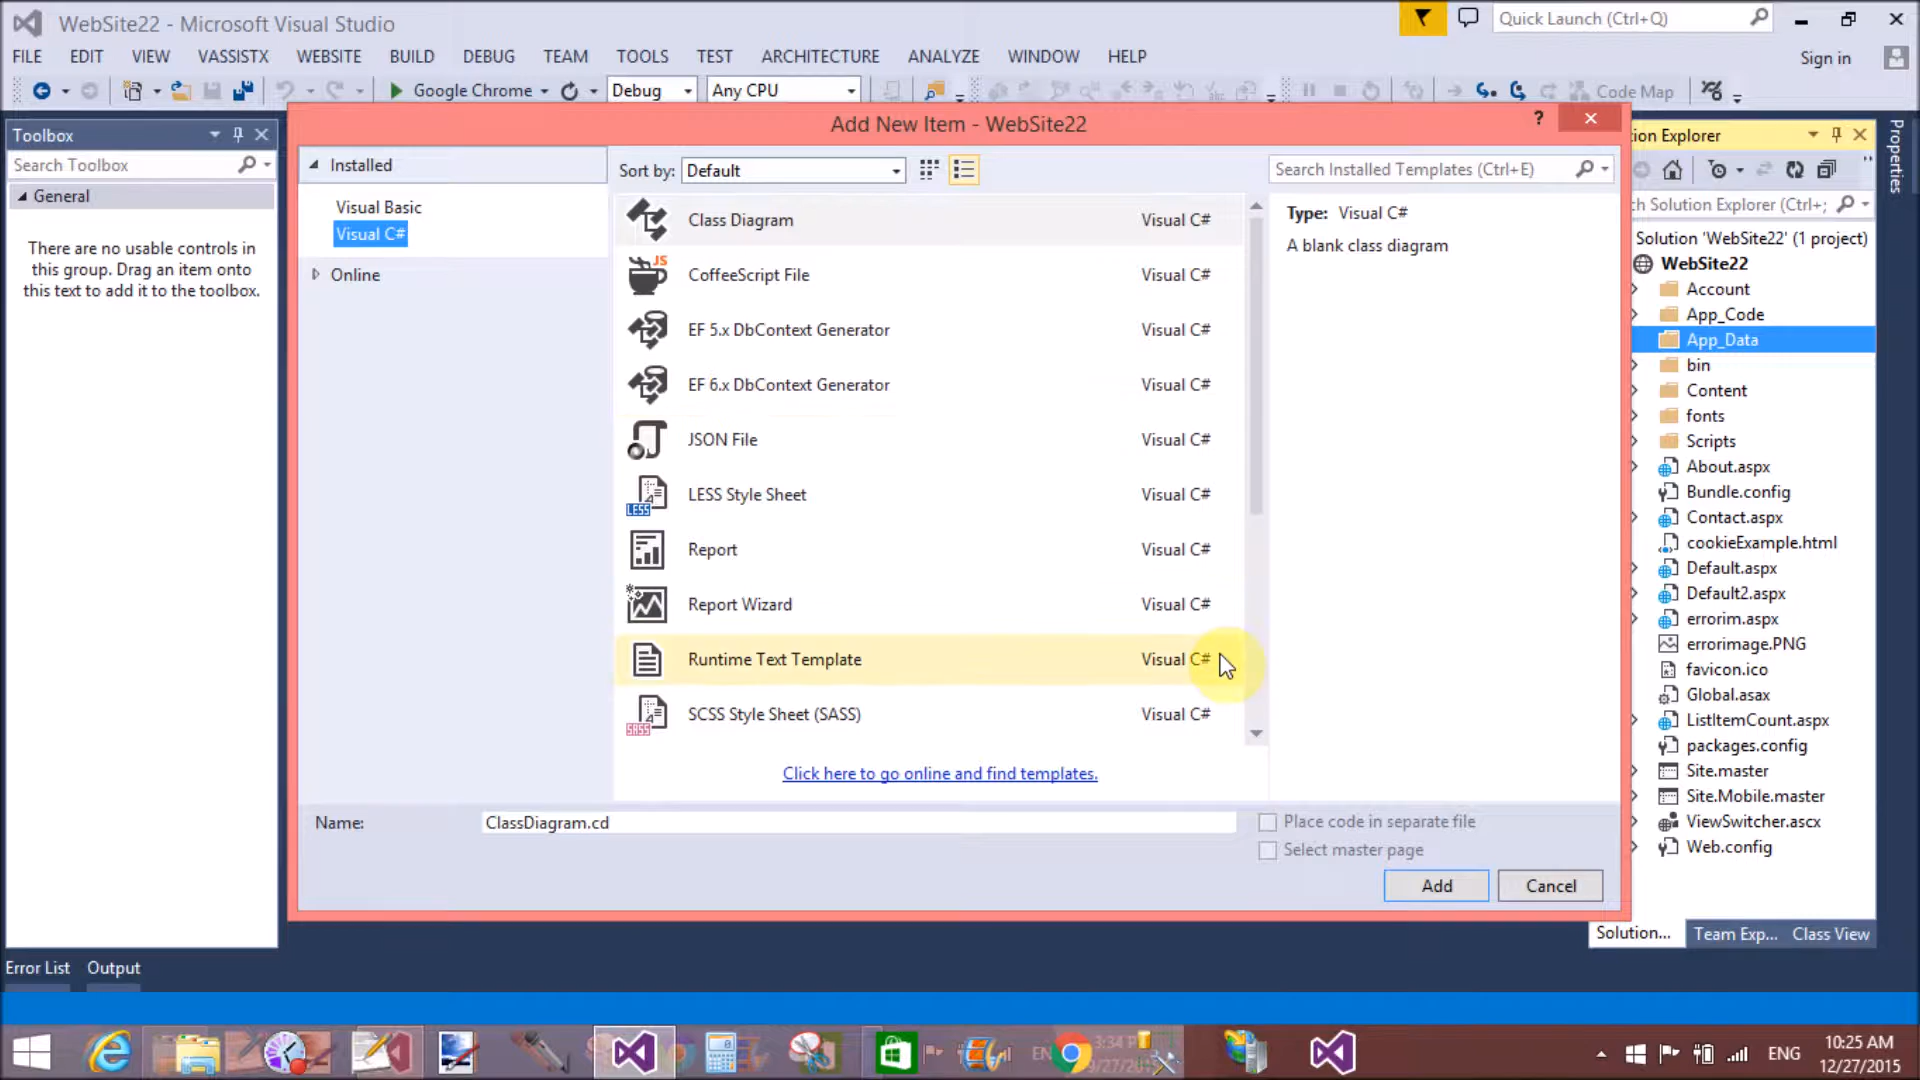 WebSite22 - Microsoft Visual Studio
Quick Launch (Ctrl+Q)
FILE EDIT VIEW VASSISTX WEBSITE BUILD DEBUG TEAM TOOLS TEST ARCHITECTURE ANALYZE WINDOW HELP
Sign in
Google Chrome Debug Any CPU Code Map
Toolbox
Search Toolbox
General
There are no usable controls in
this group. Drag an item onto
this text to add it to the toolbox.
Add New Item - WebSite22
?
Installed
Visual Basic
Visual C#
Online
Sort by: Default
Search Installed Templates (Ctrl+E)
Class Diagram Visual C#
CoffeeScript File Visual C#
EF 5.x DbContext Generator Visual C#
EF 6.x DbContext Generator Visual C#
JSON File Visual C#
LESS Style Sheet Visual C#
Report Visual C#
Report Wizard Visual C#
Runtime Text Template Visual C#
SCSS Style Sheet (SASS) Visual C#
JS
LESS
SASS
Click here to go online and find templates.
Type: Visual C#
A blank class diagram
Name: ClassDiagram.cd
Place code in separate file
Select master page
Add Cancel
ion Explorer
ch Solution Explorer (Ctrl+;
Solution 'WebSite22' (1 project)
WebSite22
Account
App_Code
App_Data
bin
Content
fonts
Scripts
About.aspx
Bundle.config
Contact.aspx
cookieExample.html
Default.aspx
Default2.aspx
errorim.aspx
errorimage.PNG
favicon.ico
Global.asax
ListItemCount.aspx
packages.config
Site.master
Site.Mobile.master
ViewSwitcher.ascx
Web.config
Solution... Team Exp... Class View
Properties
Error List Output
ENG
10:25 AM
12/27/2015